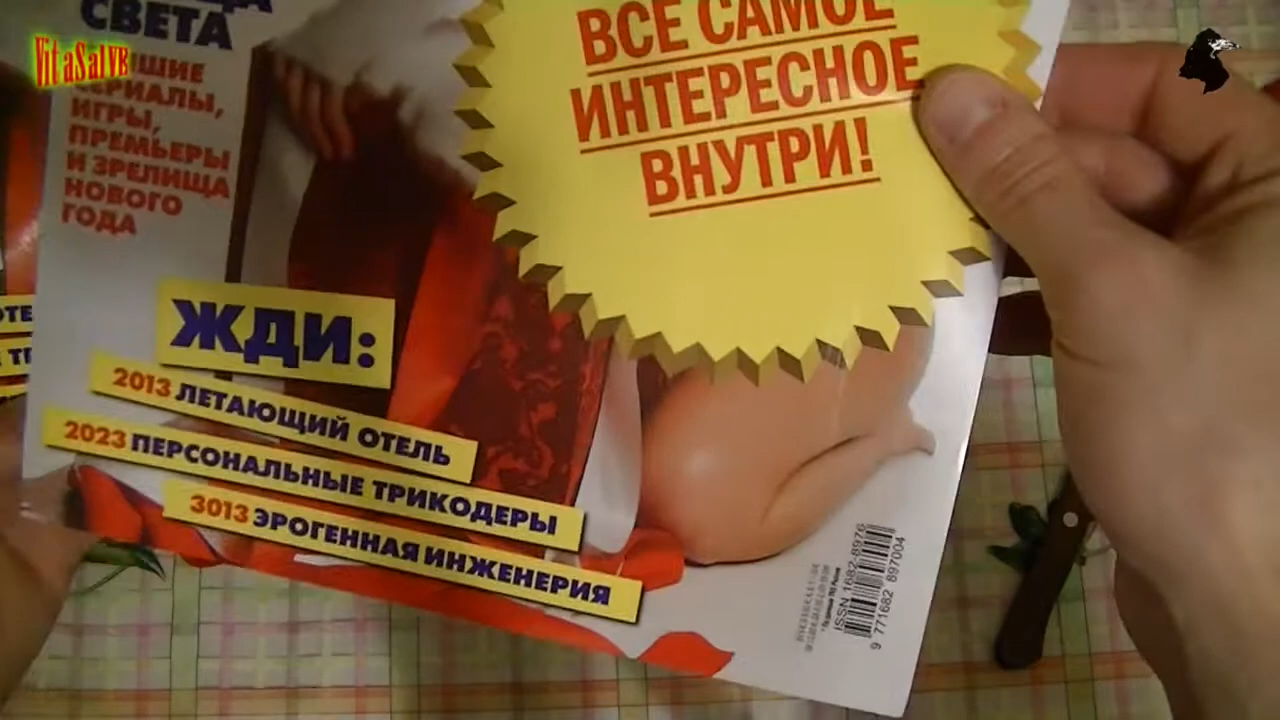 СВЕТА
VitaSalVB
ИГРЫ,
ПРЕМЬЕРЫ
И ЗРЕЛИЩА
НОВОГО
ГОДА
ВСЕ САМОЕ
ИНТЕРЕСНОЕ
ВНУТРИ!
ЖДИ:
2013 ЛЕТАЮЩИЙ ОТЕЛЬ
2023 ПЕРСОНАЛЬНЫЕ ТРИКОДЕРЫ
3013 ЭРОГЕННАЯ ИНЖЕНЕРИЯ
ISSN 1682-8976
9 771682 897004